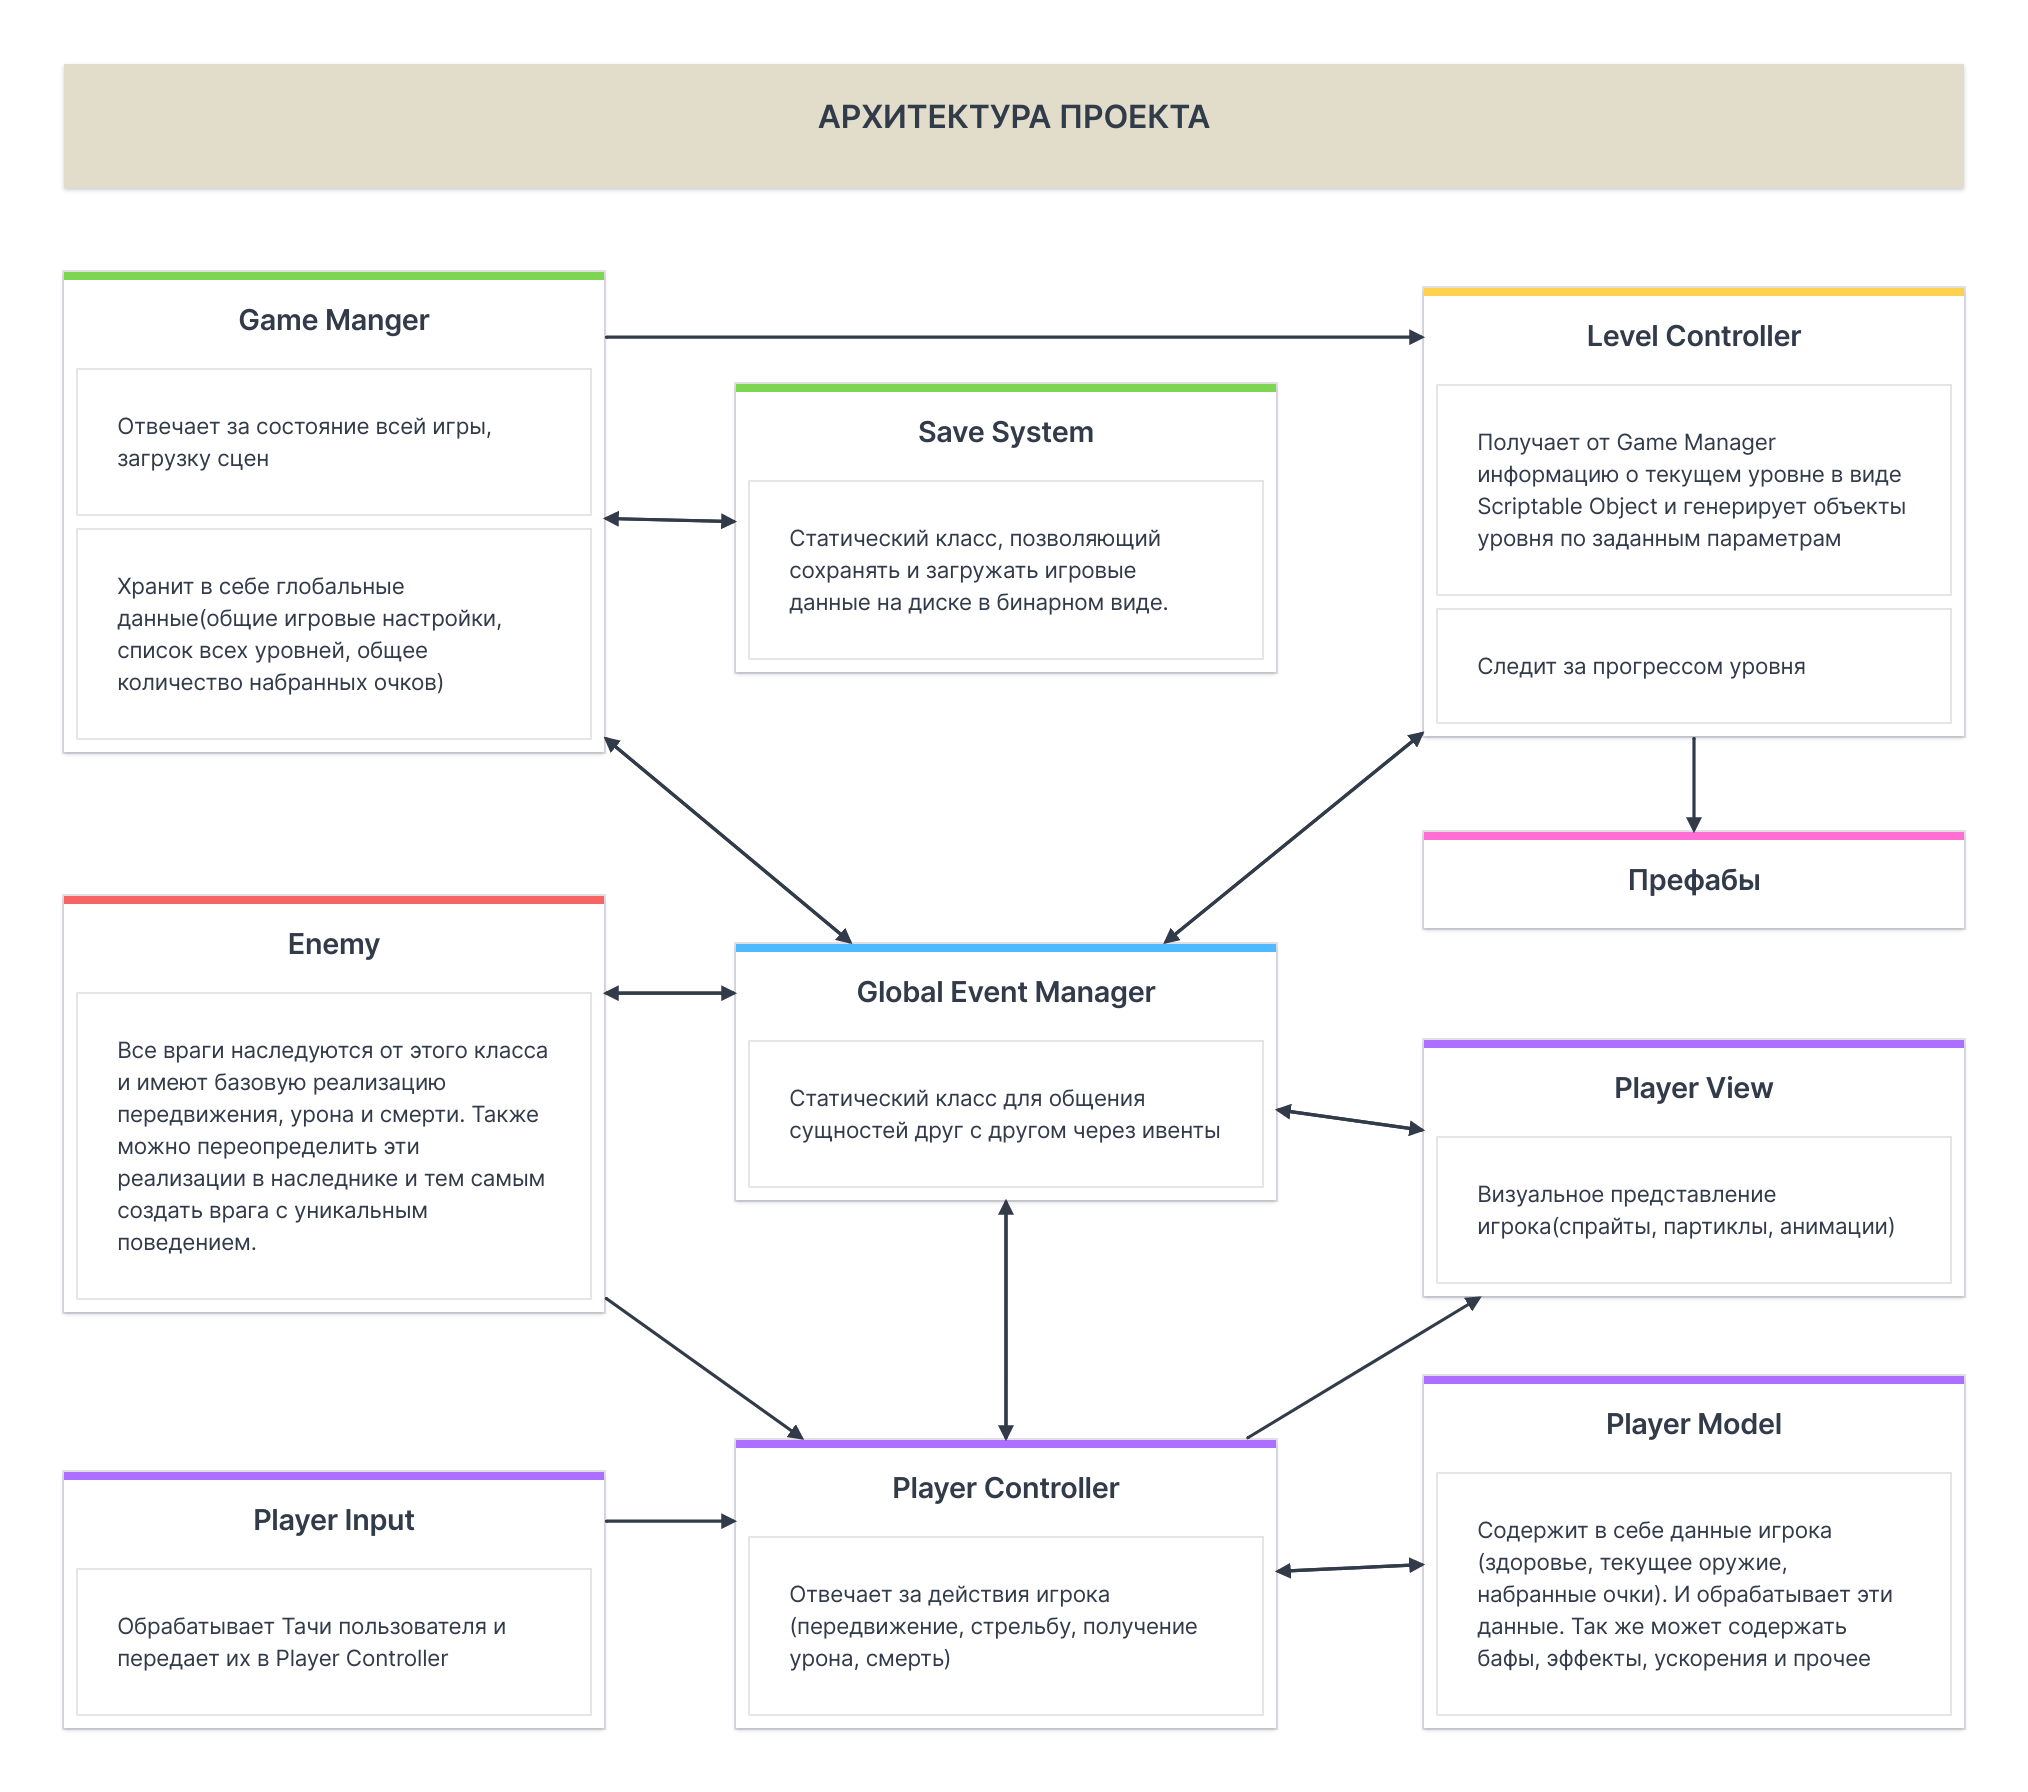 АРХИТЕКТУРА ПРОЕКТА
Game Manger
Отвечает за состояние всей игры,
загрузку сцен
Хранит в себе глобальные
данные(общие игровые настройки,
список всех уровней, общее
количество набранных очков)
Save System
Статический класс, позволяющий
сохранять и загружать игровые
данные на диске в бинарном виде.
Level Controller
Получает от Game Manager
информацию о текущем уровне в виде
Scriptable Object и генерирует объекты
уровня по заданным параметрам
Следит за прогрессом уровня
Префабы
Enemy
Все враги наследуются от этого класса
и имеют базовую реализацию
передвижения, урона и смерти. Также
можно переопределить эти
реализации в наследнике и тем самым
создать врага с уникальным
поведением.
Global Event Manager
Статический класс для общения
сущностей друг с другом через ивенты
Player View
Визуальное представление
игрока(спрайты, партиклы, анимации)
Player Input
Обрабатывает Тачи пользователя и
передает их в Player Controller
Player Controller
Отвечает за действия игрока
(передвижение, стрельбу, получение
урона, смерть)
Player Model
Содержит в себе данные игрока
(здоровье, текущее оружие,
набранные очки). И обрабатывает эти
данные. Так же может содержать
бафы, эффекты, ускорения и прочее